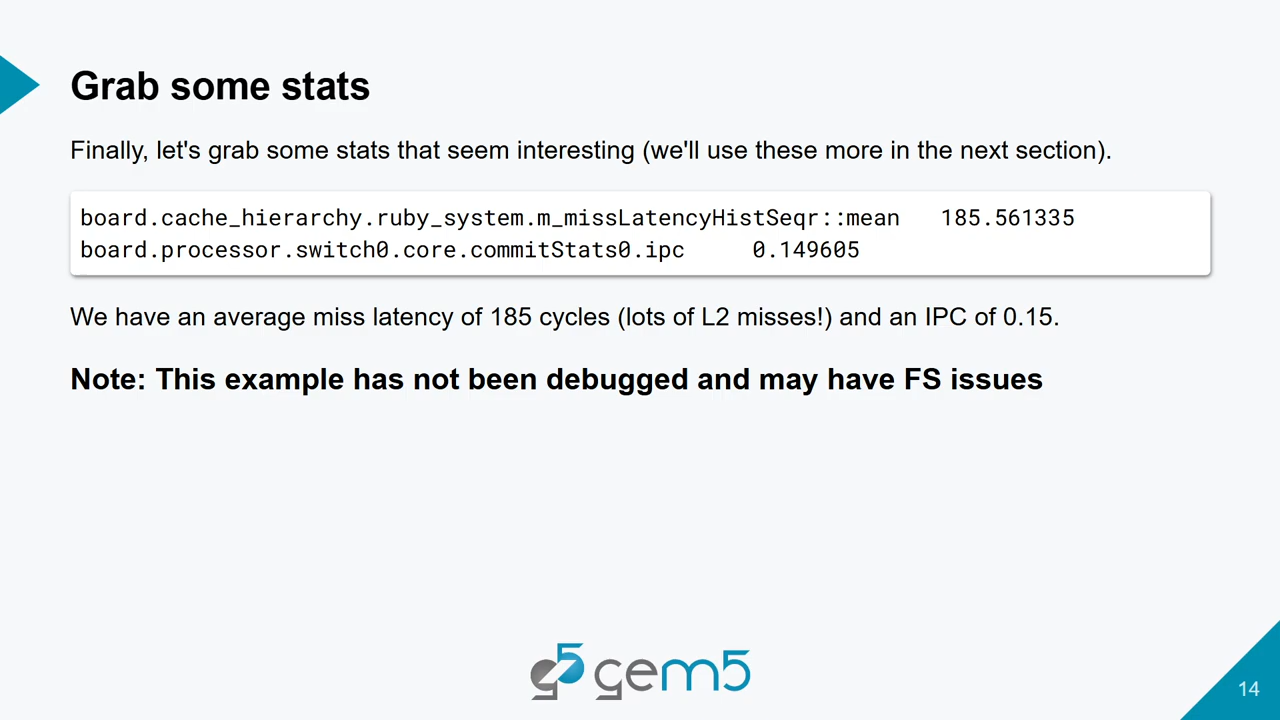 Grab some stats
Finally, let's grab some stats that seem interesting (we'll use these more in the next section).
board.cache_hierarchy.ruby_system.m_missLatencyHistSeqr::mean   185.561335
board.processor.switch0.core.commitStats0.ipc     0.149605
We have an average miss latency of 185 cycles (lots of L2 misses!) and an IPC of 0.15.
Note: This example has not been debugged and may have FS issues
g5 gem5
14